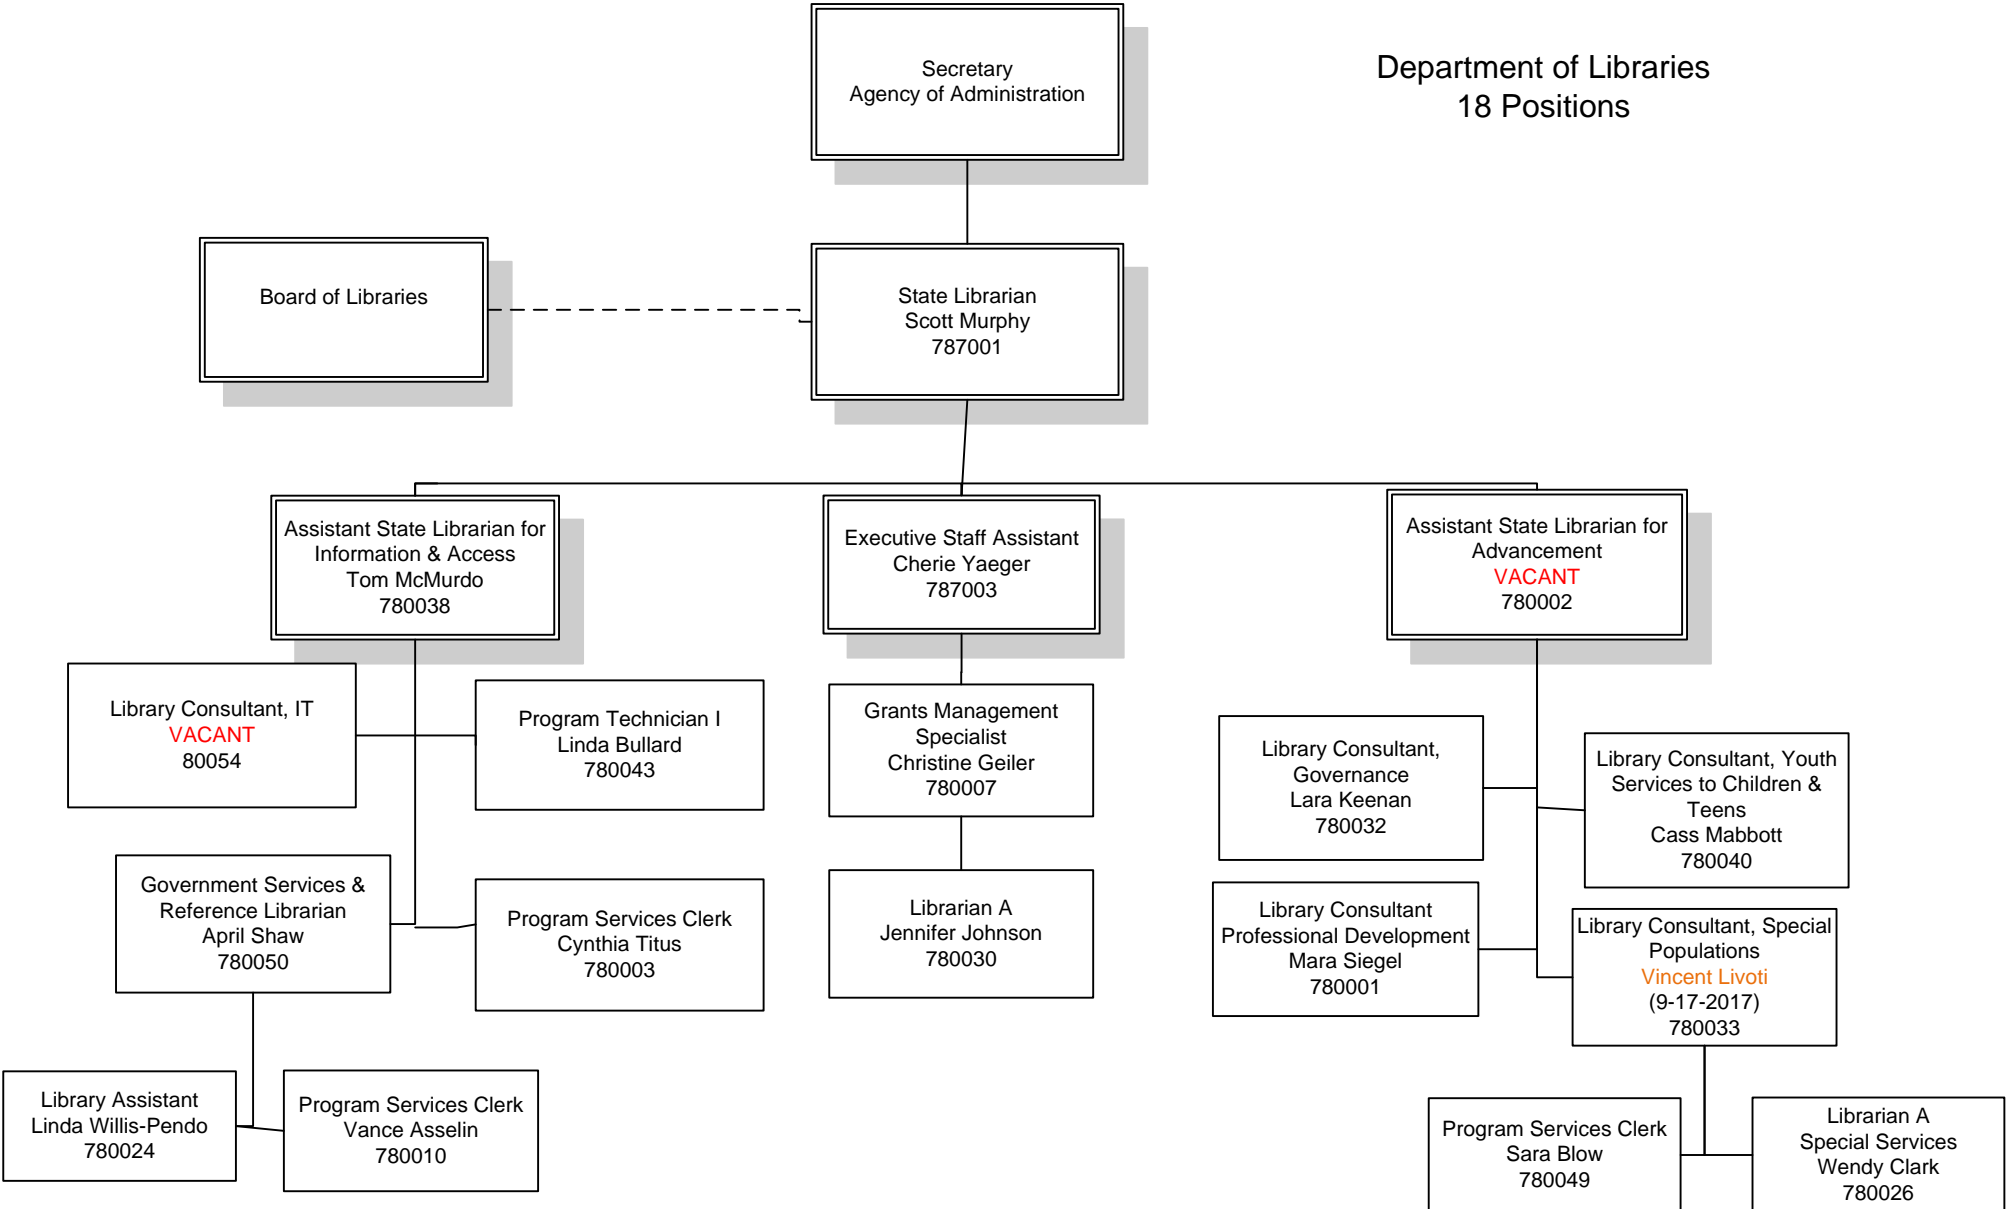 Department of Libraries
18 Positions
Secretary
Agency of Administration
Board of Libraries
State Librarian
Scott Murphy
787001
Assistant State Librarian for
Information & Access
Tom McMurdo
780038
Executive Staff Assistant
Cherie Yaeger
787003
Assistant State Librarian for
Advancement
VACANT
780002
Library Consultant, IT
VACANT
80054
Program Technician I
Linda Bullard
780043
Grants Management
Specialist
Christine Geiler
780007
Library Consultant,
Governance
Lara Keenan
780032
Library Consultant, Youth
Services to Children &
Teens
Cass Mabbott
780040
Government Services &
Reference Librarian
April Shaw
780050
Program Services Clerk
Cynthia Titus
780003
Librarian A
Jennifer Johnson
780030
Library Consultant
Professional Development
Mara Siegel
780001
Library Consultant, Special
Populations
Vincent Livoti
(9-17-2017)
780033
Library Assistant
Linda Willis-Pendo
780024
Program Services Clerk
Vance Asselin
780010
Program Services Clerk
Sara Blow
780049
Librarian A
Special Services
Wendy Clark
780026